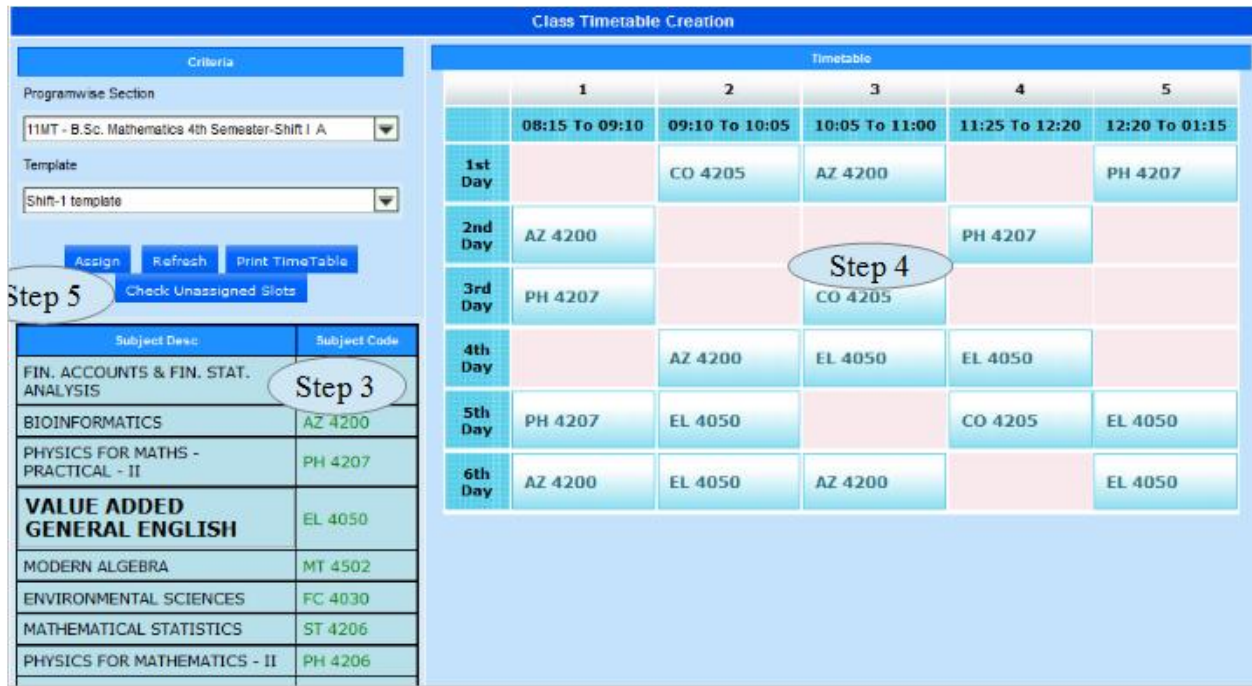 Class Timetable Creation
Criteria
Programwise Section
11MT - B.Sc. Mathematics 4th Semester-Shift I A
Template
Shift-1 template
Assign Refresh Print TimeTable
Step 5 Check Unassigned Slots
Subject Desc Subject Code
FIN. ACCOUNTS & FIN. STAT.
ANALYSIS
Step 3
BIOINFORMATICS AZ 4200
PHYSICS FOR MATHS -
PRACTICAL - II PH 4207
VALUE ADDED
GENERAL ENGLISH EL 4050
MODERN ALGEBRA MT 4502
ENVIRONMENTAL SCIENCES FC 4030
MATHEMATICAL STATISTICS ST 4206
PHYSICS FOR MATHEMATICS - II PH 4206
Timetable
1 2 3 4 5
08:15 To 09:10 09:10 To 10:05 10:05 To 11:00 11:25 To 12:20 12:20 To 01:15
1st Day CO 4205 AZ 4200 PH 4207
2nd Day AZ 4200 PH 4207
Step 4
3rd Day PH 4207 CO 4205
4th Day AZ 4200 EL 4050 EL 4050
5th Day PH 4207 EL 4050 CO 4205 EL 4050
6th Day AZ 4200 EL 4050 AZ 4200 EL 4050